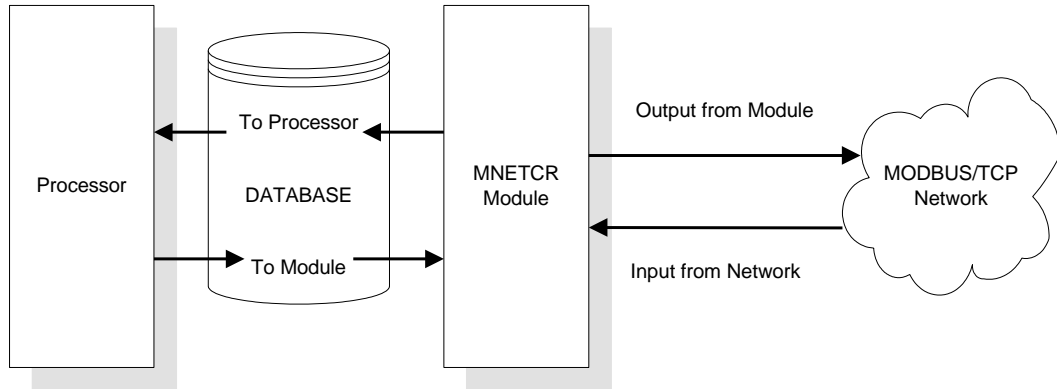 Processor
To Processor
DATABASE
To Module
MNETCR
Module
Output from Module
Input from Network
MODBUS/TCP
Network